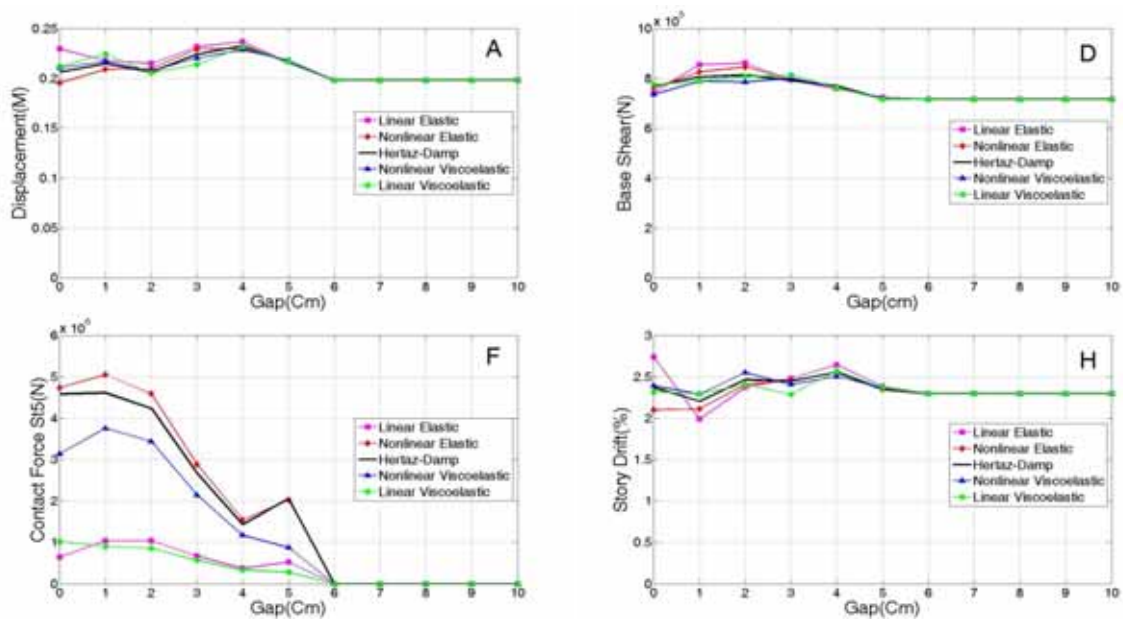 A
0.25
0.2
0.15
0.1
0.05
0
Displacement(M)
Linear Elastic
Nonlinear Elastic
Hertaz-Damp
Nonlinear Viscoelastic
Linear Viscoelastic
0 1 2 3 4 5 6 7 8 9 10
Gap(Cm)
x 10³
D
10
8
6
4
2
0
Base Shear(N)
Linear Elastic
Nonlinear Elastic
Hertaz-Damp
Nonlinear Viscoelastic
Linear Viscoelastic
0 1 2 3 4 5 6 7 8 9 10
Gap(cm)
x 10
F
6
5
4
3
2
1
0
Contact Force St5(N)
Linear Elastic
Nonlinear Elastic
Hertaz-Damp
Nonlinear Viscoelastic
Linear Viscoelastic
0 1 2 3 4 5 6 7 8 9 10
Gap(Cm)
H
3
2.5
2
1.5
1
0.5
0
Story Drift(%)
Linear Elastic
Nonlinear Elastic
Hertaz-Damp
Nonlinear Viscoelastic
Linear Viscoelastic
0 1 2 3 4 5 6 7 8 9 10
Gap(Cm)